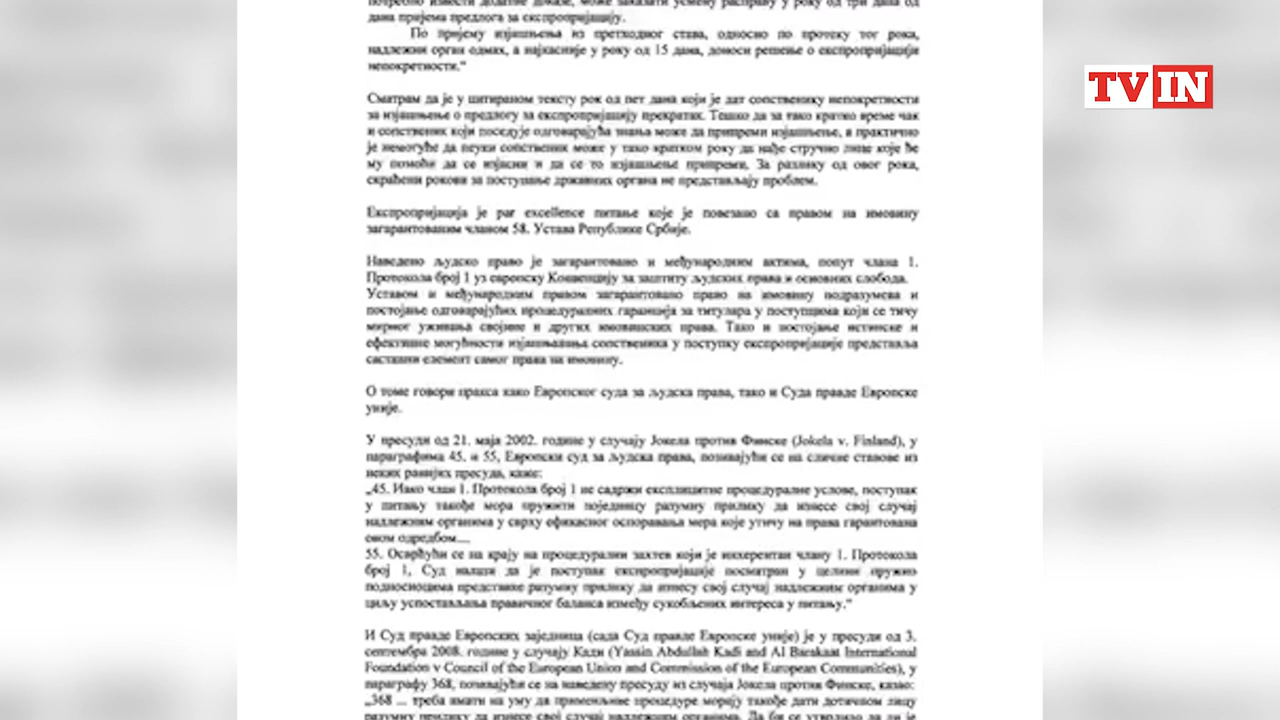 потребно извести додатне доказе, може заказати усмену расправу у року од три дана од
дана пријема предлога за експропријацију.
По пријему изјашњења из претходног става, односно по протеку тог рока,
надлежни орган одмах, а најкасније у року од 15 дана, доноси решење о експропријацији
непокретности."
Сматрам да је у цитираном тексту рок од пет дана који је дат сопственику непокретности
за изјашњење о предлогу за експропријацију прекратак. Тешко да за тако кратко време чак
и сопственик који поседује одговарајућа знања може да припреми изјашњење, а практично
је немогуће да неуки сопственик може у тако кратком року да нађе стручно лице које ће
му помоћи да се изјасни и да се то изјашњење припреми. За разлику од овог рока,
скраћени рокови за поступање државних органа не представљају проблем.
Експропријација је par excellence питање које је повезано са правом на имовину
загарантованим чланом 58. Устава Републике Србије.
Наведено људско право је загарантовано и међународним актима, попут члана 1.
Протокола број 1 уз европску Конвенцију за заштиту људских права и основних слобода.
Уставом и међународним правом загарантовано право на имовину подразумева и
постојање одговарајућих процедуралних гаранција за титулара у поступцима који се тичу
мирног уживања својине и других имовинских права. Тако и постојање истинске и
ефективне могућности изјашњавања сопственика у поступку експропријације представља
саставни елемент самог права на имовину.
О томе говори пракса како Европског суда за људска права, тако и Суда правде Европске
уније.
У пресуди од 21. маја 2002. године у случају Јокела против Финске (Jokela v. Finland), у
параграфима 45. и 55, Европски суд за људска права, позивајући се на сличне ставове из
неких ранијих пресуда, каже:
„45. Иако члан 1. Протокола број 1 не садржи експлицитне процедуралне услове, поступак
у питању такође мора пружити појединцу разумну прилику да изнесе свој случај
надлежним органима у сврху ефикасног оспоравања мера које утичу на права гарантована
овом одредбом....
55. Осврћући се на крају на процедурални захтев који је инхерентан члану 1. Протокола
број 1, Суд налази да је поступак експропријације посматран у целини пружио
подносиоцима представке разумну прилику да изнесу свој случај надлежним органима у
циљу успостављања правичног баланса између сукобљених интереса у питању."
И Суд правде Европских заједница (сада Суд правде Европске уније) је у пресуди од 3.
септембра 2008. године у случају Кади (Yassin Abdullah Kadi and Al Barakaat International
Foundation v Council of the European Union and Commission of the European Communities), у
параграфу 368, позивајући се на наведену пресуду из случаја Јокела против Финске, казао:
„368 ... треба имати на уму да применљиве процедуре морају такође дати дотичном лицу
разумну прилику да изнесе свој случај надлежним органима. Да би се утврдило да ли је
TV IN